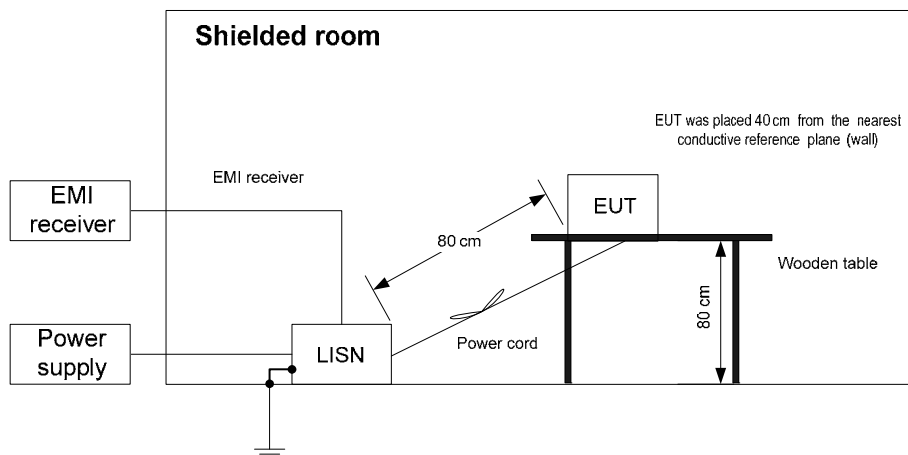 Shielded room
EUT was placed 40 cm from the nearest
conductive reference plane (wall)
EMI receiver
EMI
receiver
EUT
80 cm
Wooden table
80 cm
Power cord
Power
supply
LISN